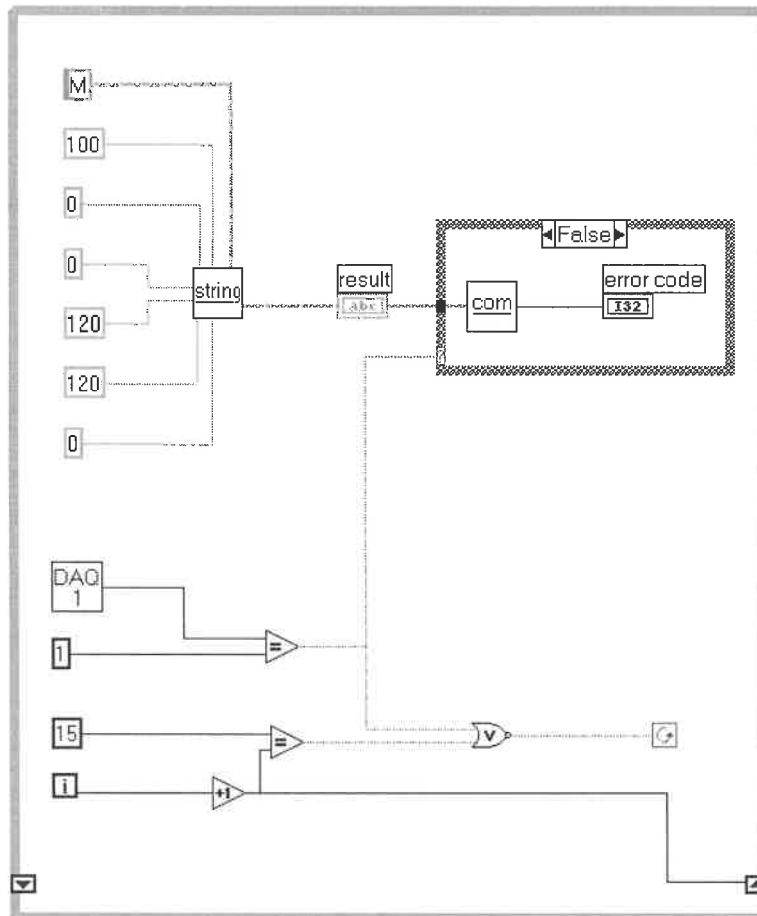 M
100
0
0
120
120
0
string
result
abc
False
com
error code
I32
DAQ
1
1
=
15
=
V
i
+1